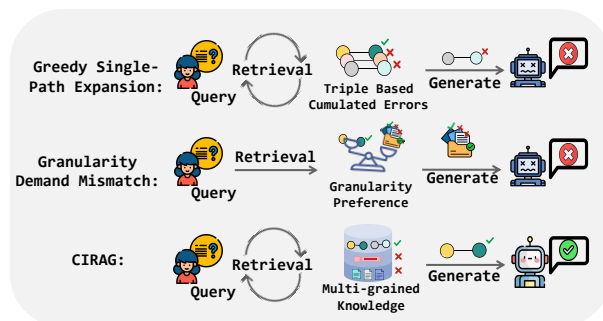 Greedy Single-
Path Expansion:
Query
Retrieval
Triple Based
Cumulated Errors
Generate
Granularity
Demand Mismatch:
Query
Retrieval
Granularity
Preference
Generate
CIRAG:
Query
Retrieval
Multi-grained
Knowledge
Generate